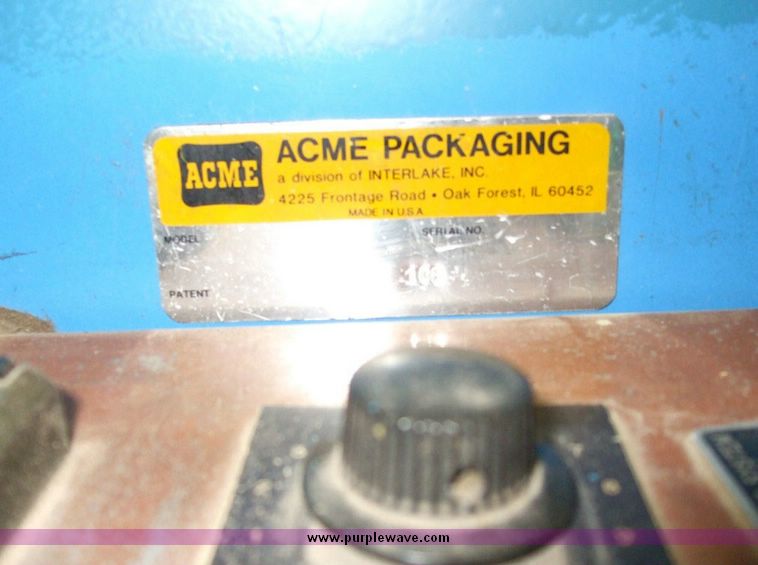 ACME
ACME PACKAGING
a division of INTERLAKE, INC.
4225 Frontage Road • Oak Forest, IL 60452
MADE IN U.S.A.
MODEL
SERIAL NO.
PATENT
www.purplewave.com